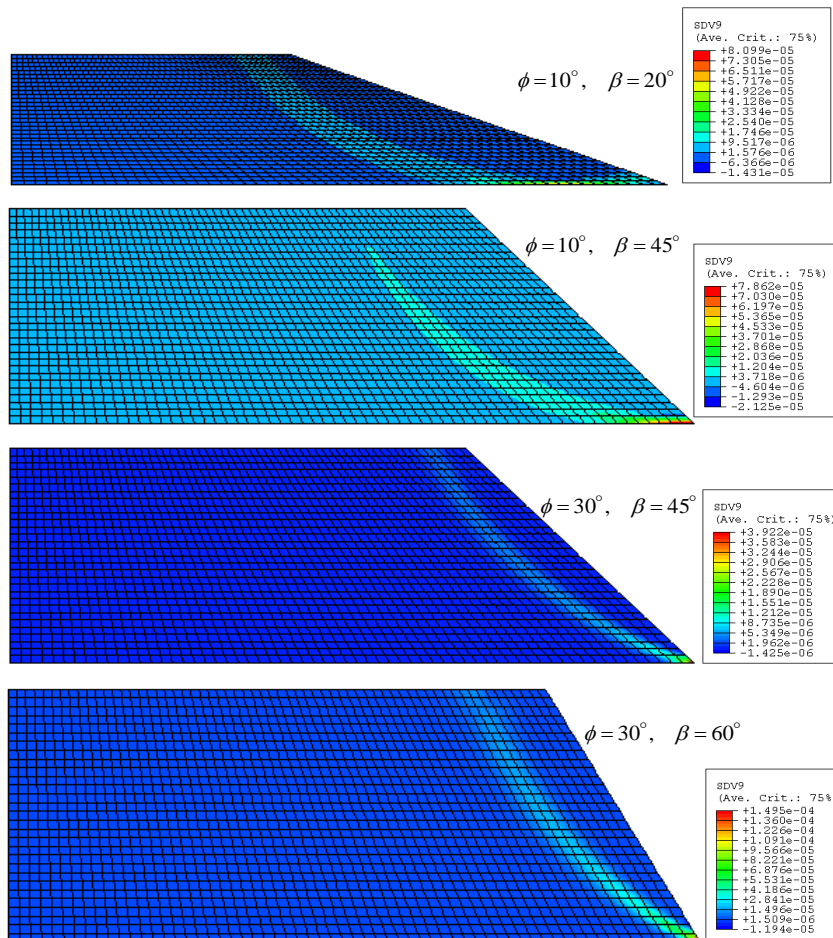 SDV9
(Ave. Crit.: 75%)
+8.099e-05
+7.305e-05
+6.511e-05
+5.717e-05
+4.922e-05
+4.128e-05
+3.334e-05
+2.540e-05
+1.746e-05
+9.517e-06
+1.576e-06
-6.366e-06
-1.431e-05
ϕ = 10°, β = 20°
ϕ = 10°, β = 45°
SDV9
(Ave. Crit.: 75%)
+7.862e-05
+7.030e-05
+6.197e-05
+5.365e-05
+4.533e-05
+3.701e-05
+2.868e-05
+2.036e-05
+1.204e-05
+3.718e-06
-4.604e-06
-1.293e-05
-2.125e-05
ϕ = 30°, β = 45°
SDV9
(Ave. Crit.: 75%)
+3.922e-05
+3.583e-05
+3.244e-05
+2.906e-05
+2.567e-05
+2.228e-05
+1.890e-05
+1.551e-05
+1.212e-05
+8.735e-06
+5.349e-06
+1.962e-06
-1.425e-06
ϕ = 30°, β = 60°
SDV9
(Ave. Crit.: 75%
+1.495e-04
+1.360e-04
+1.226e-04
+1.091e-04
+9.566e-05
+8.221e-05
+6.876e-05
+5.531e-05
+4.186e-05
+2.841e-05
+1.496e-05
+1.509e-06
-1.194e-05